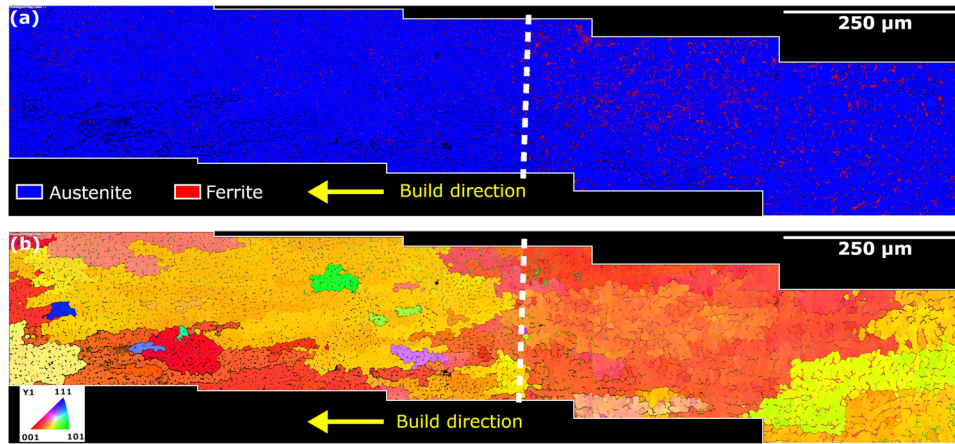 (a)
250 µm
Austenite
Ferrite
Build direction
(b)
250 µm
Y1 111
001 101
Build direction